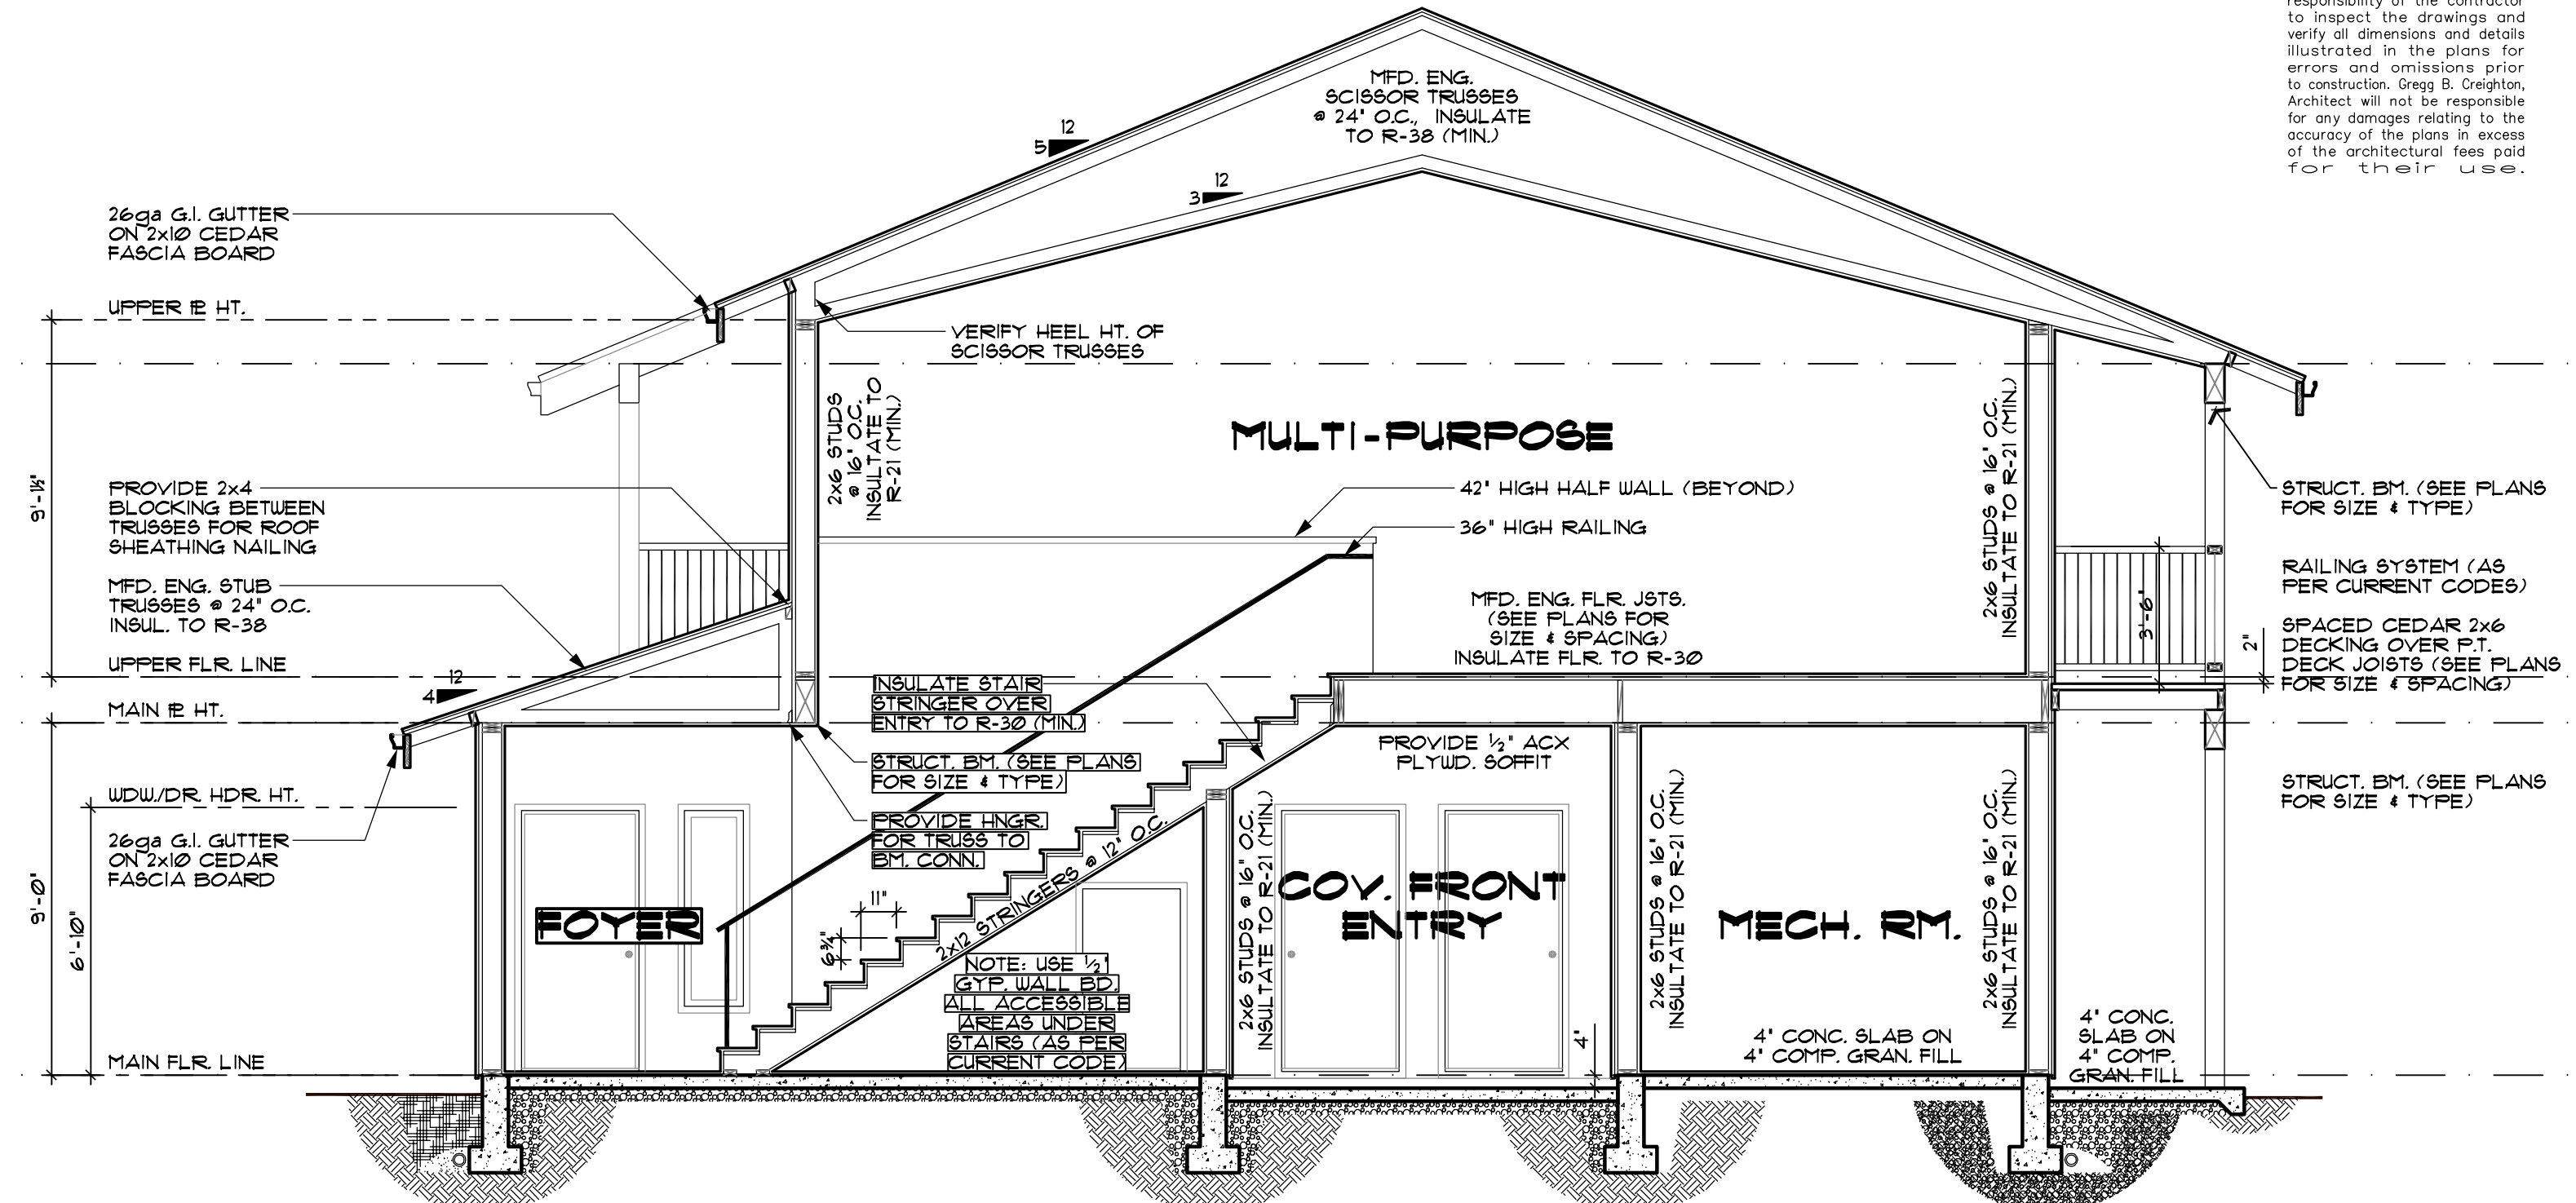 responsibility of the contractor
to inspect the drawings and
verify all dimensions and details
illustrated in the plans for
errors and omissions prior
to construction. Gregg B. Creighton,
Architect will not be responsible
for any damages relating to the
accuracy of the plans in excess
of the architectural fees paid
for their use.
MFD. ENG.
SCISSOR TRUSSES
@ 24" O.C., INSULATE
TO R-38 (MIN.)
12
5
12
3
26ga G.I. GUTTER
ON 2x10 CEDAR
FASCIA BOARD
UPPER PL HT.
VERIFY HEEL HT. OF
SCISSOR TRUSSES
9'-1½"
2x6 STUDS
@ 16" O.C.
INSULTATE TO
R-21 (MIN.)
MULTI-PURPOSE
2x6 STUDS @ 16" O.C.
INSULTATE TO R-21 (MIN.)
PROVIDE 2x4
BLOCKING BETWEEN
TRUSSES FOR ROOF
SHEATHING NAILING
42" HIGH HALF WALL (BEYOND)
36" HIGH RAILING
STRUCT. BM. (SEE PLANS
FOR SIZE & TYPE)
MFD. ENG. STUB
TRUSSES @ 24" O.C.
INSUL. TO R-38
MFD. ENG. FLR. JSTS.
(SEE PLANS FOR
SIZE & SPACING)
INSULATE FLR. TO R-30
3'-6"
2"
RAILING SYSTEM (AS
PER CURRENT CODES)
SPACED CEDAR 2x6
DECKING OVER P.T.
DECK JOISTS (SEE PLANS
FOR SIZE & SPACING)
UPPER FLR. LINE
12
4
MAIN PL HT.
INSULATE STAIR
STRINGER OVER
ENTRY TO R-30 (MIN.)
STRUCT. BM. (SEE PLANS
FOR SIZE & TYPE)
PROVIDE HNGR.
FOR TRUSS TO
BM. CONN.
PROVIDE ½" ACX
PLYWD. SOFFIT
STRUCT. BM. (SEE PLANS
FOR SIZE & TYPE)
WDW./DR. HDR. HT.
26ga G.I. GUTTER
ON 2x10 CEDAR
FASCIA BOARD
9'-0"
6'-10"
FOYER
11"
6¾"
2x12 STRINGERS @ 12" O.C.
NOTE: USE ½"
GYP. WALL BD.
ALL ACCESSIBLE
AREAS UNDER
STAIRS (AS PER
CURRENT CODE)
2x6 STUDS @ 16" O.C.
INSULTATE TO R-21 (MIN.)
COV. FRONT
ENTRY
4"
2x6 STUDS @ 16" O.C.
INSULTATE TO R-21 (MIN.)
MECH. RM.
2x6 STUDS @ 16" O.C.
INSULTATE TO R-21 (MIN.)
4" CONC. SLAB ON
4" COMP. GRAN. FILL
4" CONC.
SLAB ON
4" COMP.
GRAN. FILL
MAIN FLR. LINE